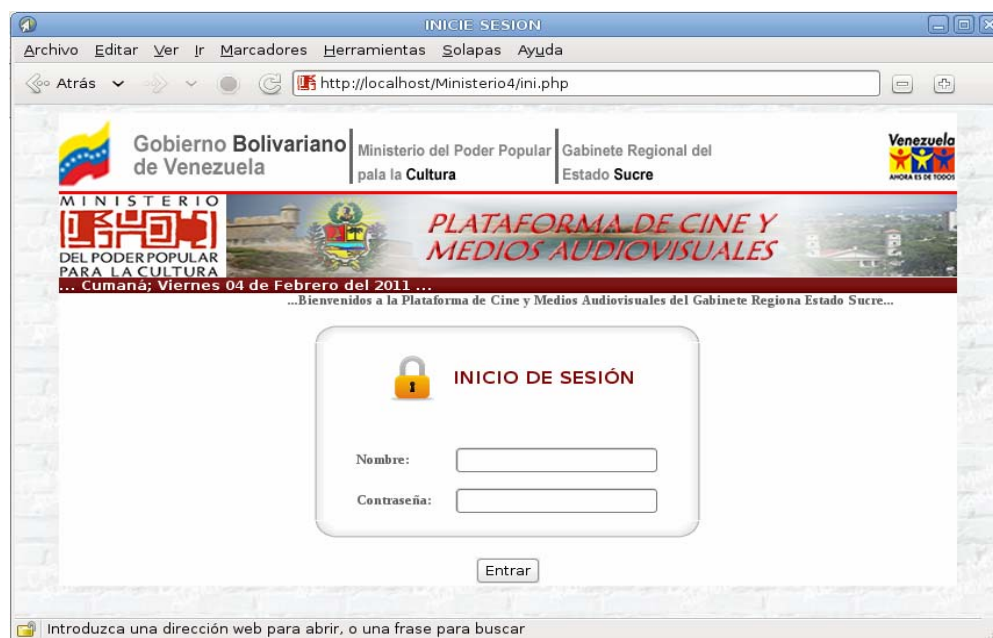 INICIE SESION
Archivo Editar Ver Ir Marcadores Herramientas Solapas Ayuda
Atrás http://localhost/Ministerio4/ini.php
Gobierno Bolivariano de Venezuela
Ministerio del Poder Popular pala la Cultura
Gabinete Regional del Estado Sucre
Venezuela
AHORA ES DE TODOS
MINISTERIO
DEL PODER POPULAR
PARA LA CULTURA
PLATAFORMA DE CINE Y
MEDIOS AUDIOVISUALES
... Cumaná; Viernes 04 de Febrero del 2011 ...
...Bienvenidos a la Plataforma de Cine y Medios Audiovisuales del Gabinete Regiona Estado Sucre...
INICIO DE SESIÓN
Nombre:
Contraseña:
Entrar
Introduzca una dirección web para abrir, o una frase para buscar